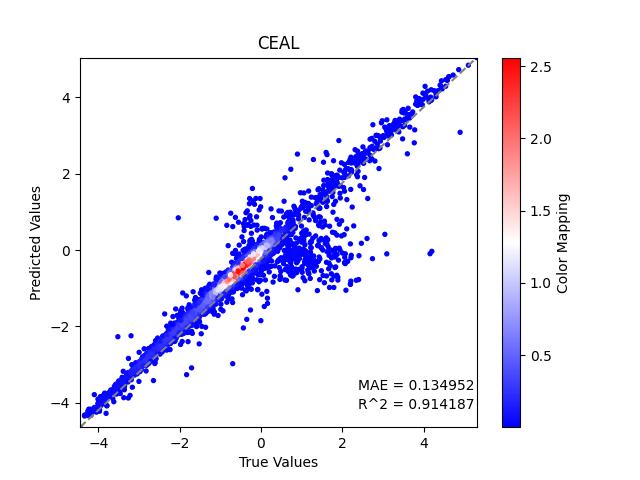 CEAL
Predicted Values
4
2
0
−2
−4
−4
−2
0
2
4
True Values
MAE = 0.134952
R^2 = 0.914187
2.5
2.0
1.5
1.0
0.5
Color Mapping